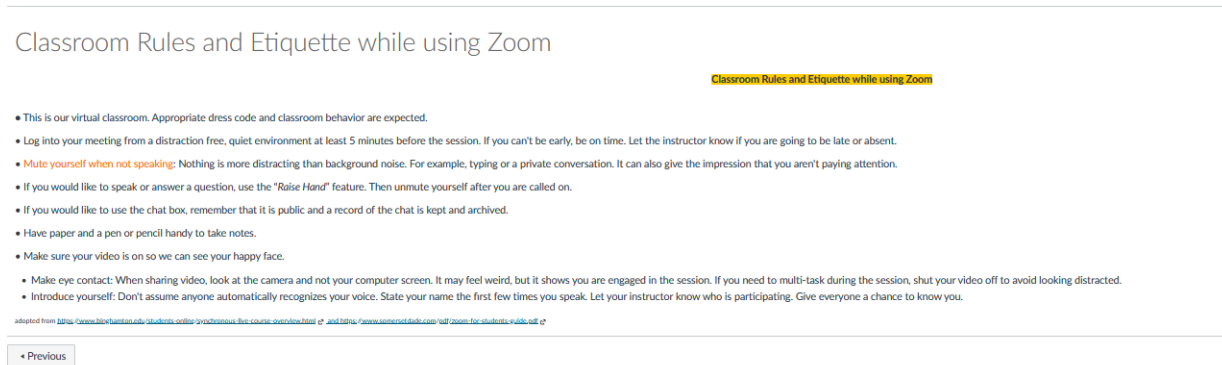 Classroom Rules and Etiquette while using Zoom
Classroom Rules and Etiquette while using Zoom
• This is our virtual classroom. Appropriate dress code and classroom behavior are expected.
• Log into your meeting from a distraction free, quiet environment at least 5 minutes before the session. If you can't be early, be on time. Let the instructor know if you are going to be late or absent.
• Mute yourself when not speaking: Nothing is more distracting than background noise. For example, typing or a private conversation. It can also give the impression that you aren't paying attention.
• If you would like to speak or answer a question, use the "Raise Hand" feature. Then unmute yourself after you are called on.
• If you would like to use the chat box, remember that it is public and a record of the chat is kept and archived.
• Have paper and a pen or pencil handy to take notes.
• Make sure your video is on so we can see your happy face.
• Make eye contact: When sharing video, look at the camera and not your computer screen. It may feel weird, but it shows you are engaged in the session. If you need to multi-task during the session, shut your video off to avoid looking distracted.
• Introduce yourself: Don't assume anyone automatically recognizes your voice. State your name the first few times you speak. Let your instructor know who is participating. Give everyone a chance to know you.
adopted from https://www.binghamton.edu/students-online/synchronous-live-course-overview.html and https://www.somersetdade.com/pdf/zoom-for-students-guide.pdf
◂ Previous